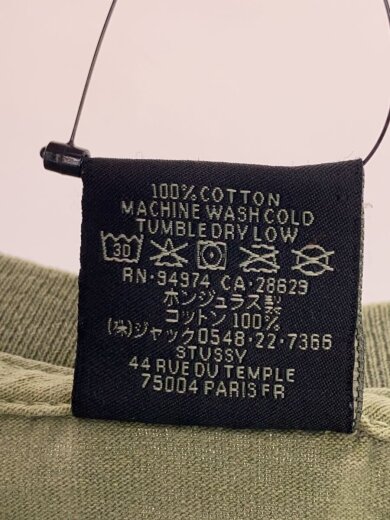 100% COTTON
MACHINE WASH COLD
TUMBLE DRY LOW
30
RN·94974 CA·28629
ホンジュラス製
コットン 100%
(株)ジャック0548·22·7366
STUSSY
44 RUE DU TEMPLE
75004 PARIS FR